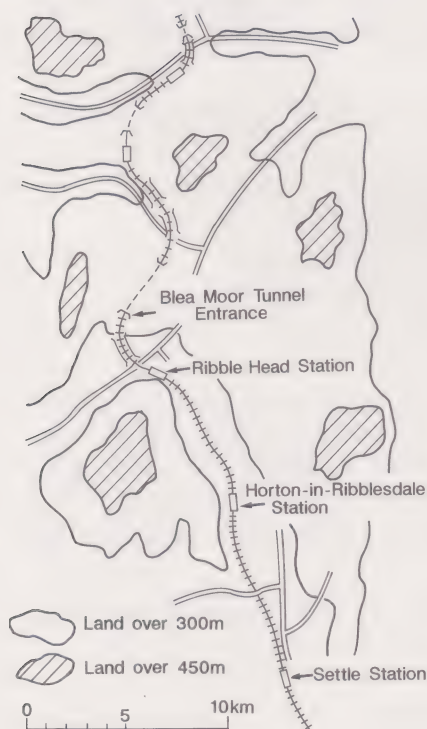 Blea Moor Tunnel
Entrance
Ribble Head Station
Horton-in-Ribblesdale
Station
Land over 300m
Land over 450m
Settle Station
0 5 10km